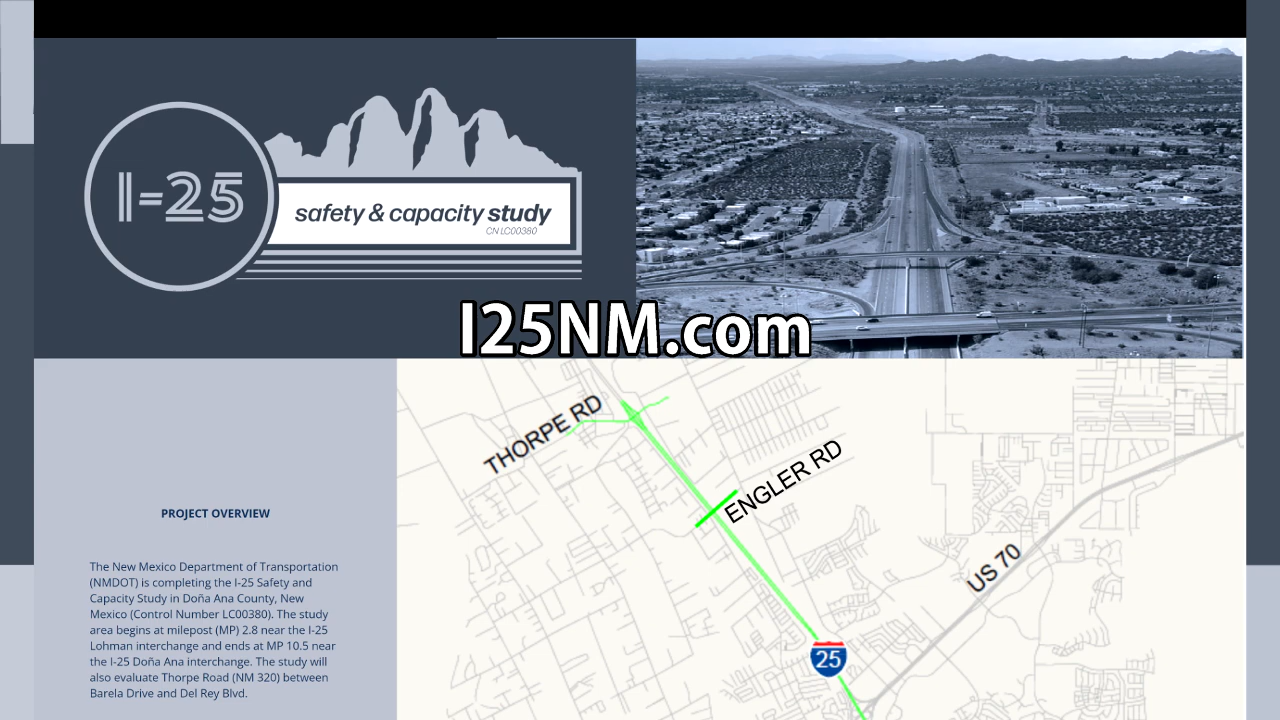 I-25
safety & capacity study
CN LC00380
I25NM.com
THORPE RD
ENGLER RD
US 70
25
PROJECT OVERVIEW
The New Mexico Department of Transportation
(NMDOT) is completing the I-25 Safety and
Capacity Study in Doña Ana County, New
Mexico (Control Number LC00380). The study
area begins at milepost (MP) 2.8 near the I-25
Lohman interchange and ends at MP 10.5 near
the I-25 Doña Ana interchange. The study will
also evaluate Thorpe Road (NM 320) between
Barela Drive and Del Rey Blvd.